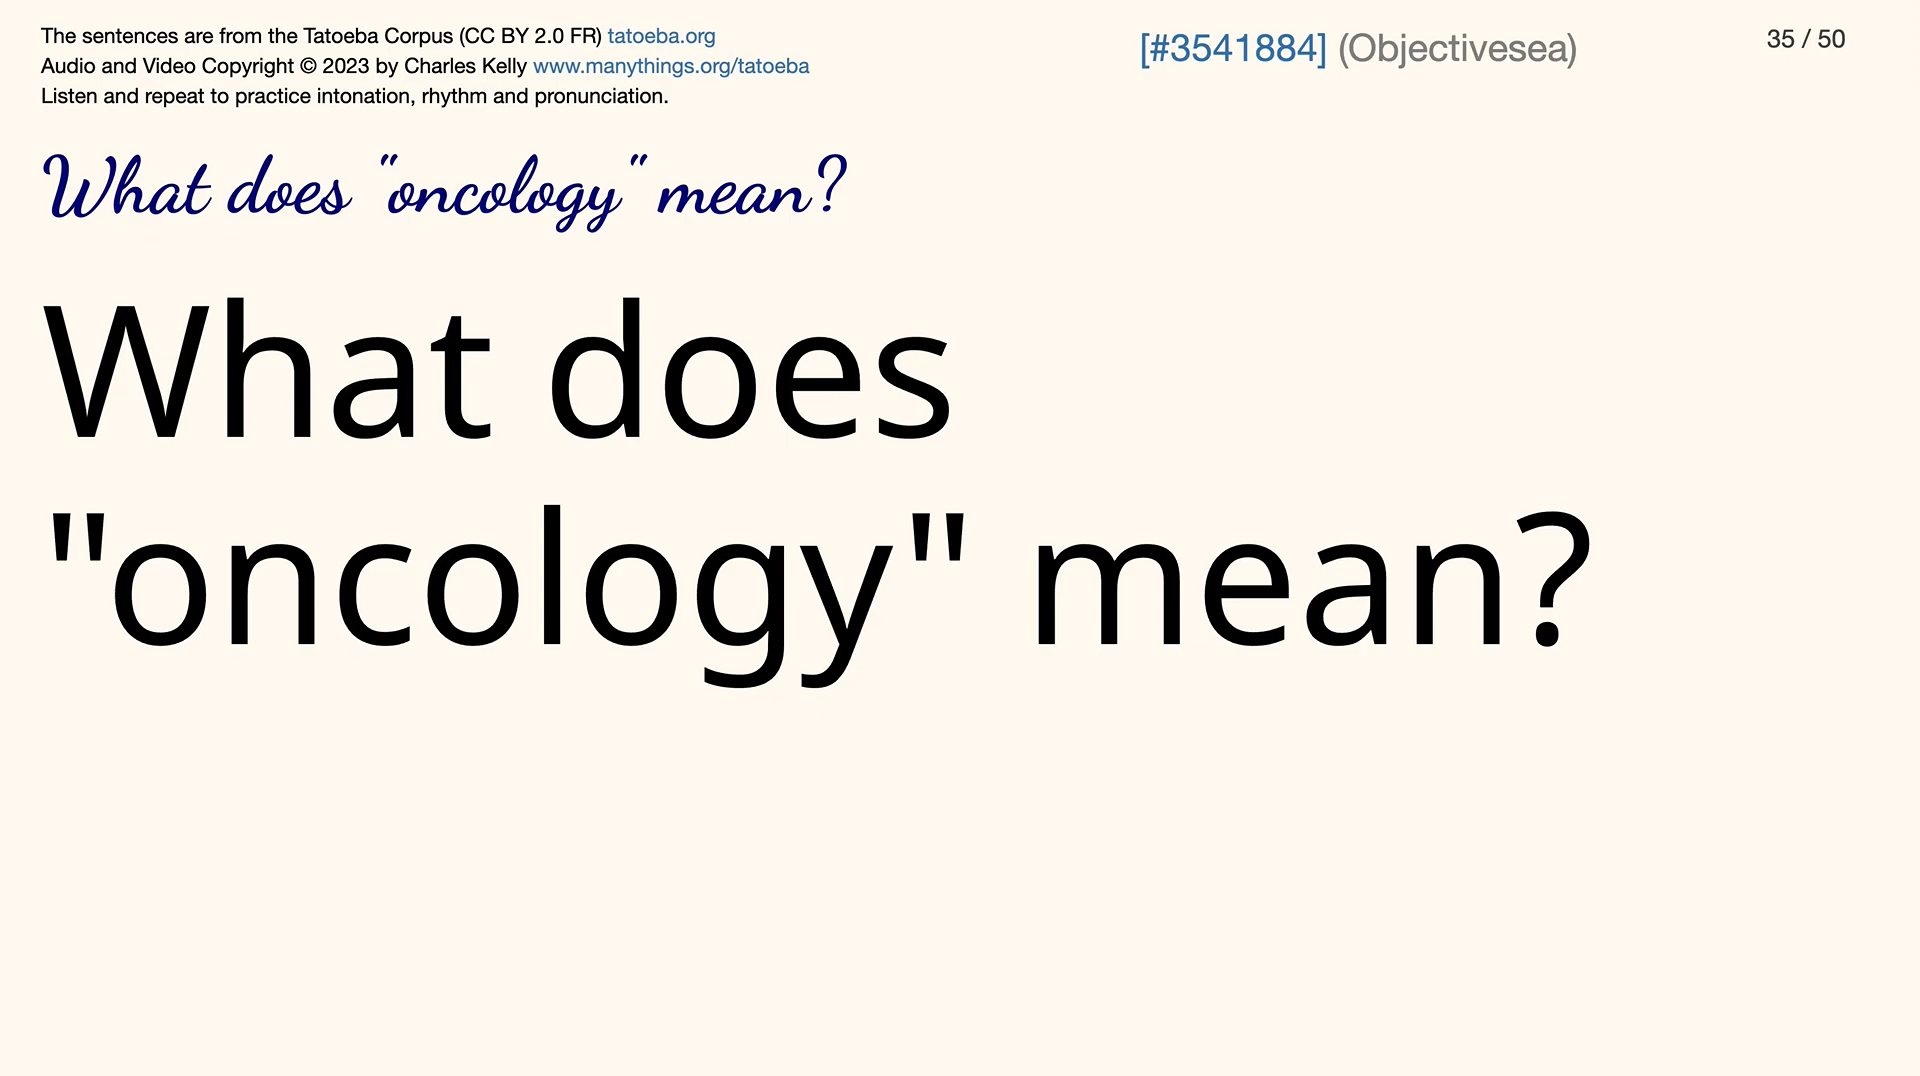 The sentences are from the Tatoeba Corpus (CC BY 2.0 FR) tatoeba.org
Audio and Video Copyright © 2023 by Charles Kelly www.manythings.org/tatoeba
Listen and repeat to practice intonation, rhythm and pronunciation.
[#3541884] (Objectivesea)
35 / 50
What does "oncology" mean?
What does
"oncology" mean?